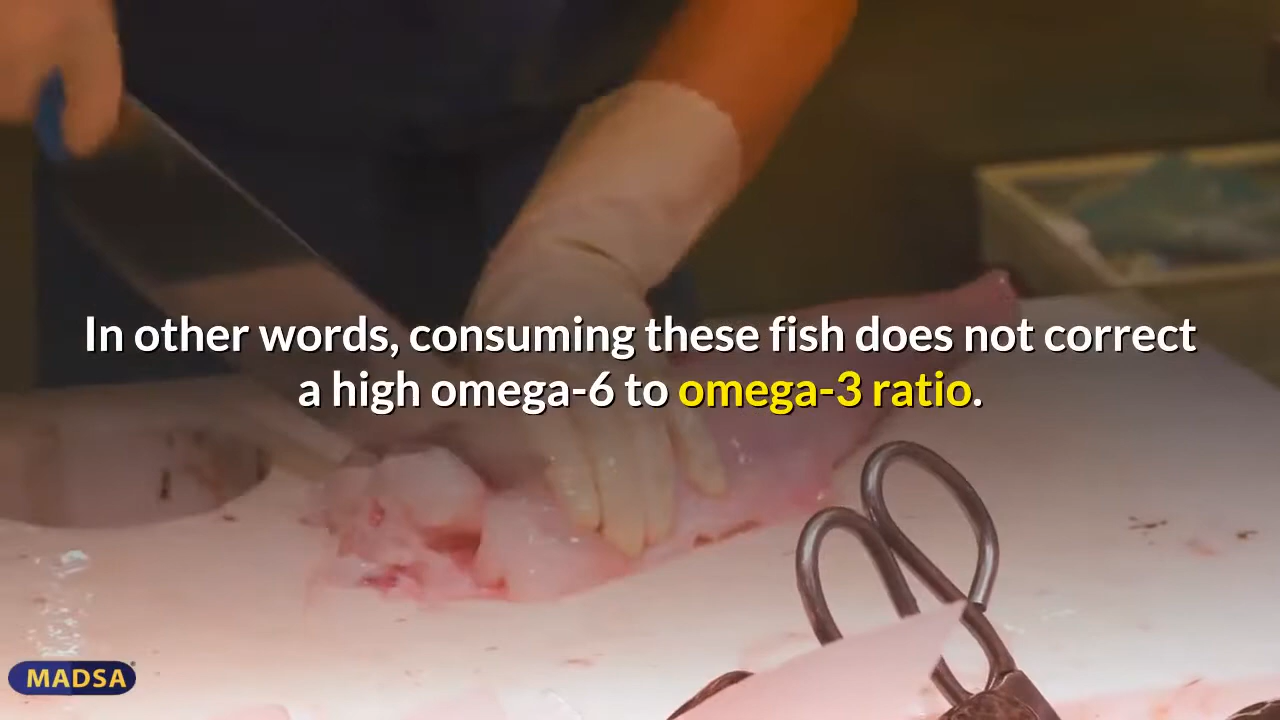 In other words, consuming these fish does not correct
a high omega-6 to omega-3 ratio.
MADSA